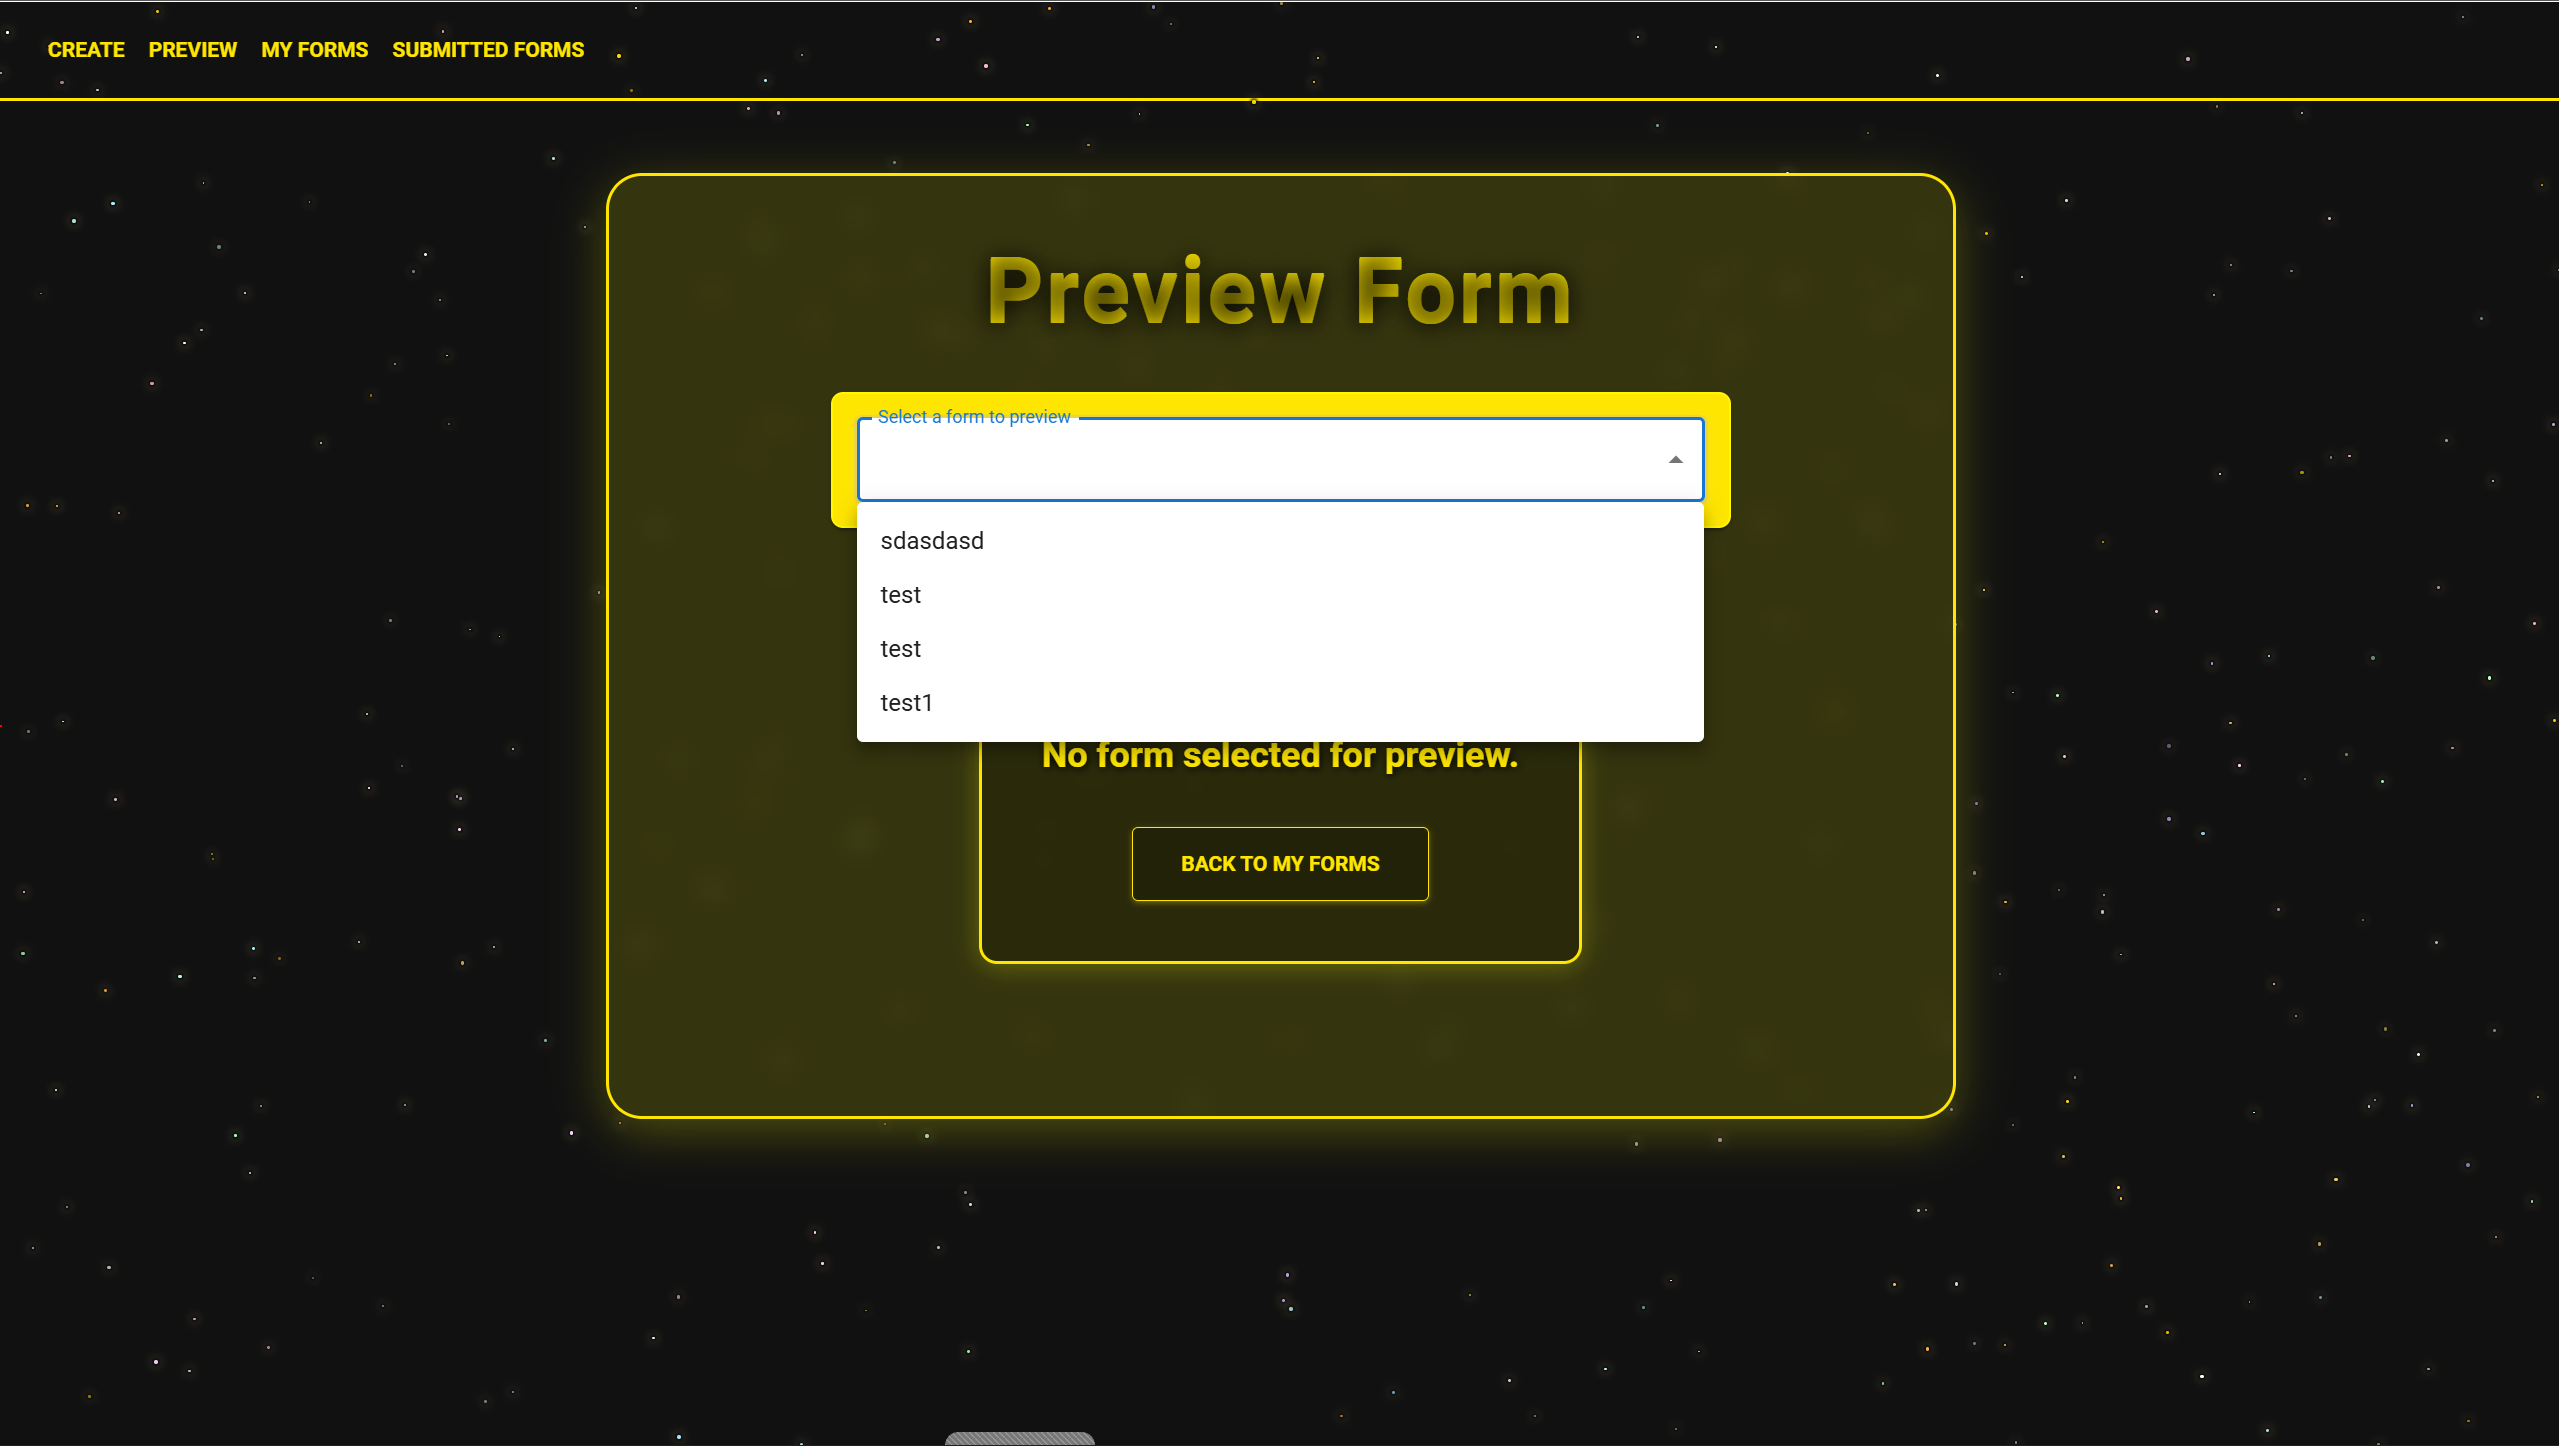 CREATE PREVIEW MY FORMS SUBMITTED FORMS
Preview Form
Select a form to preview
sdasdasd
test
test
test1
No form selected for preview.
BACK TO MY FORMS